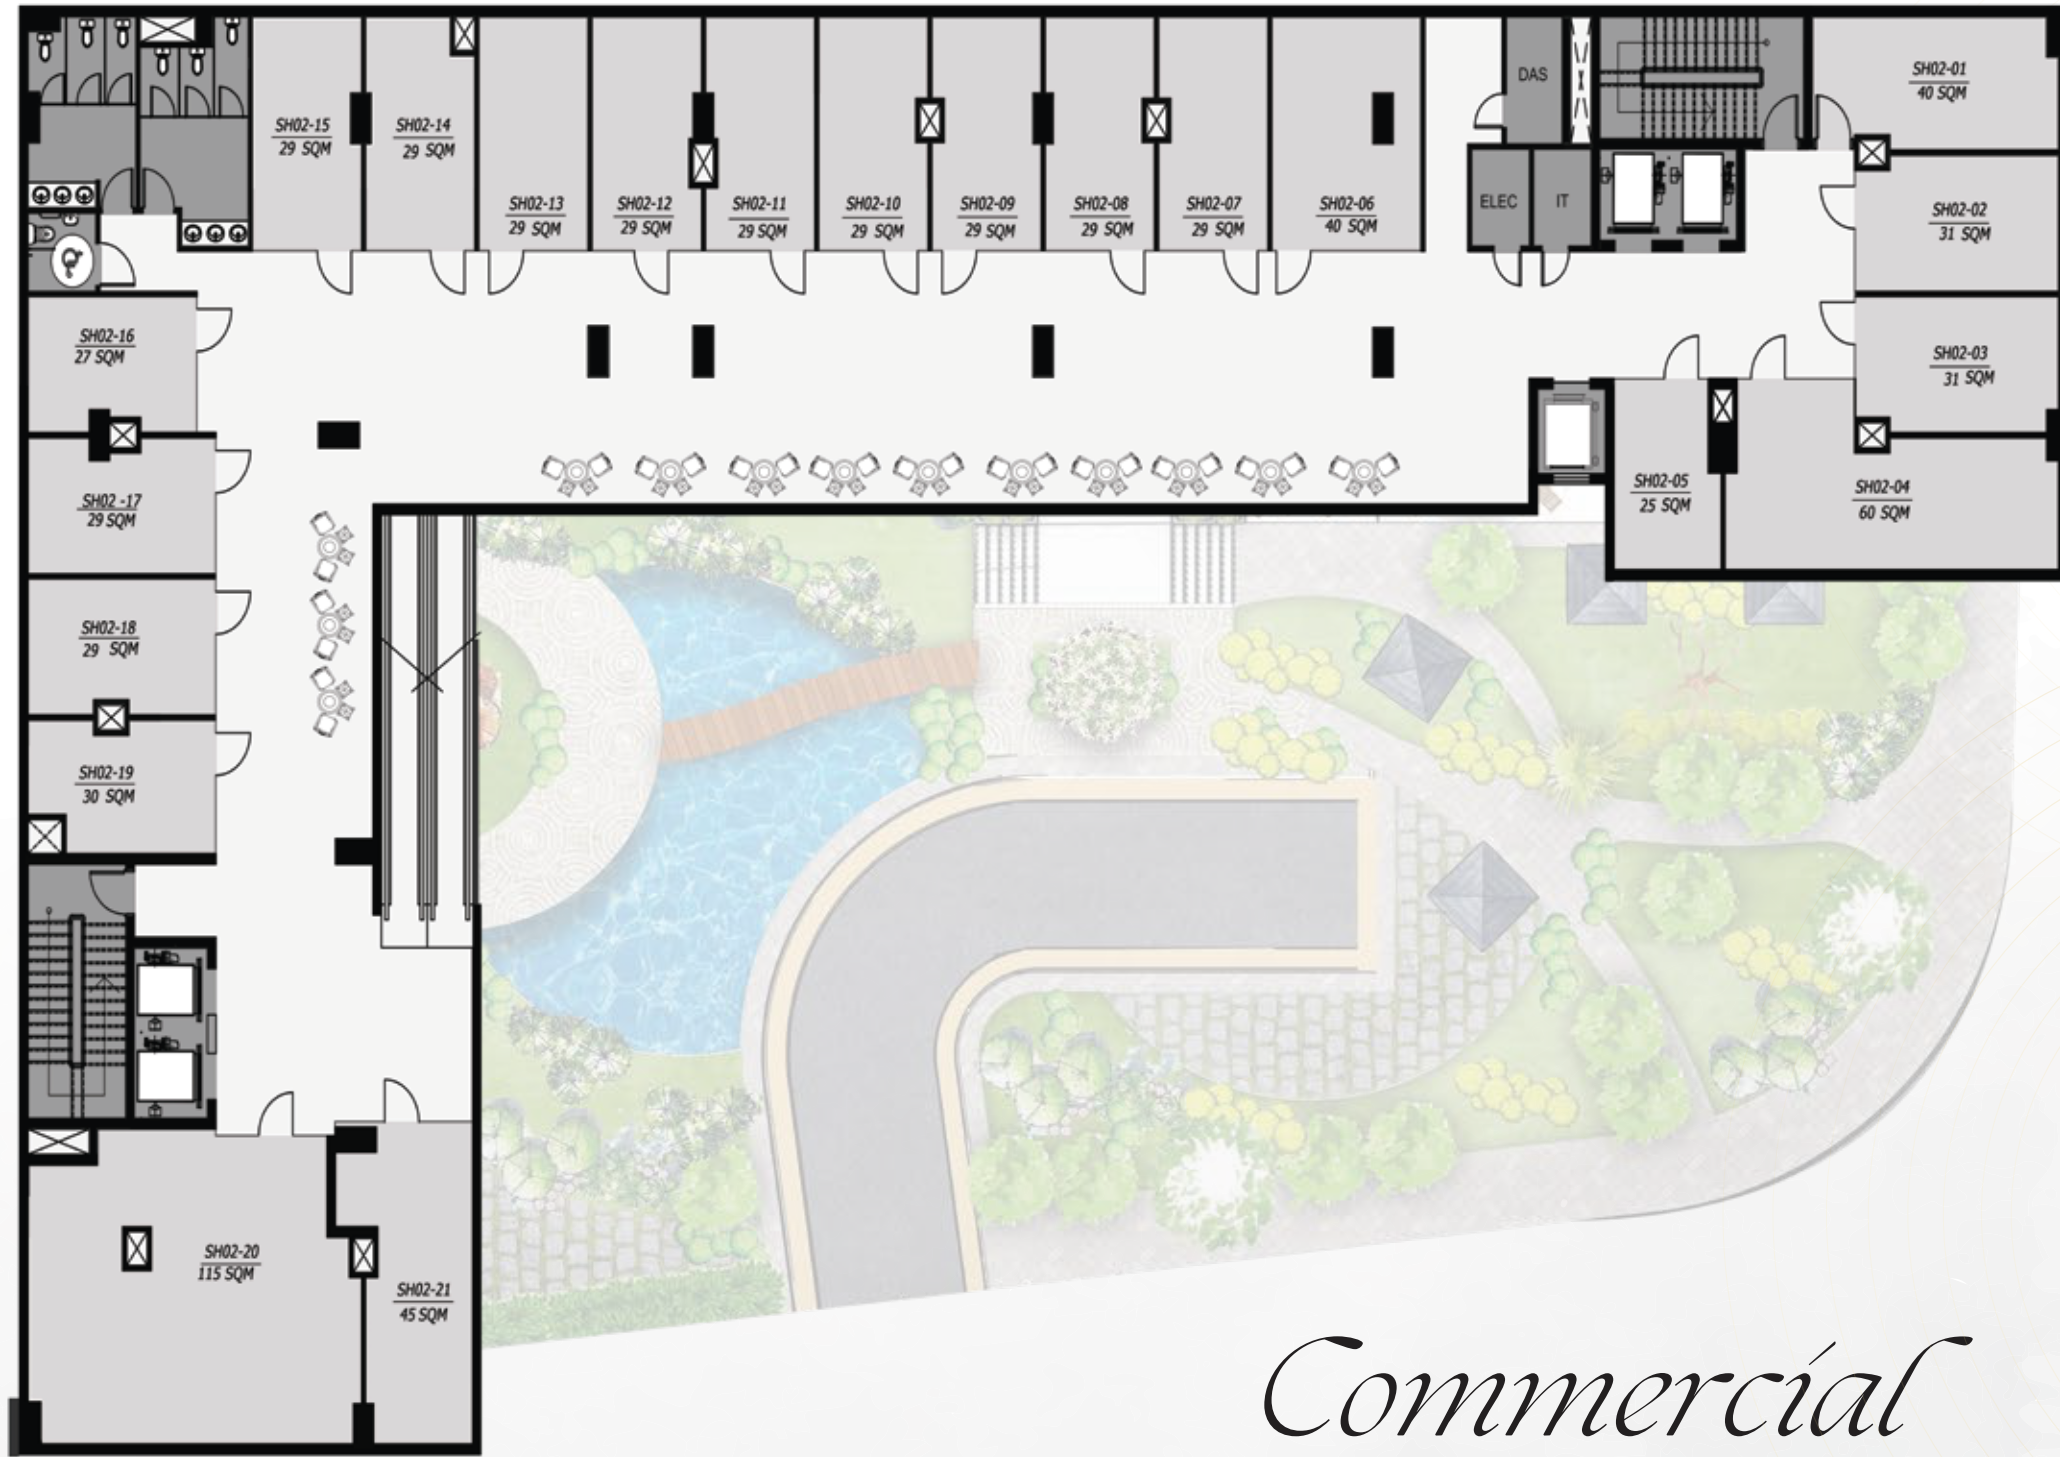 DAS
SH02-01
40 SQM
SH02-15
29 SQM
SH02-14
29 SQM
SH02-13
29 SQM
SH02-12
29 SQM
SH02-11
29 SQM
SH02-10
29 SQM
SH02-09
29 SQM
SH02-08
29 SQM
SH02-07
29 SQM
SH02-06
40 SQM
ELEC
IT
SH02-02
31 SQM
SH02-16
27 SQM
SH02-03
31 SQM
SH02-05
25 SQM
SH02-04
60 SQM
SH02 -17
29 SQM
SH02-18
29 SQM
SH02-19
30 SQM
SH02-20
115 SQM
SH02-21
45 SQM
Commercial